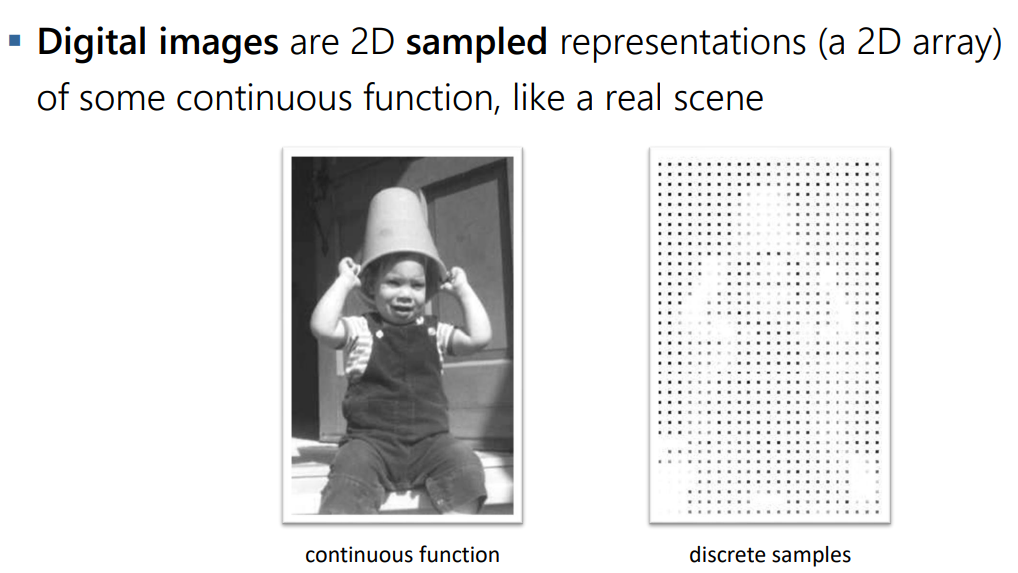 ▪ Digital images are 2D sampled representations (a 2D array)
of some continuous function, like a real scene
continuous function
discrete samples